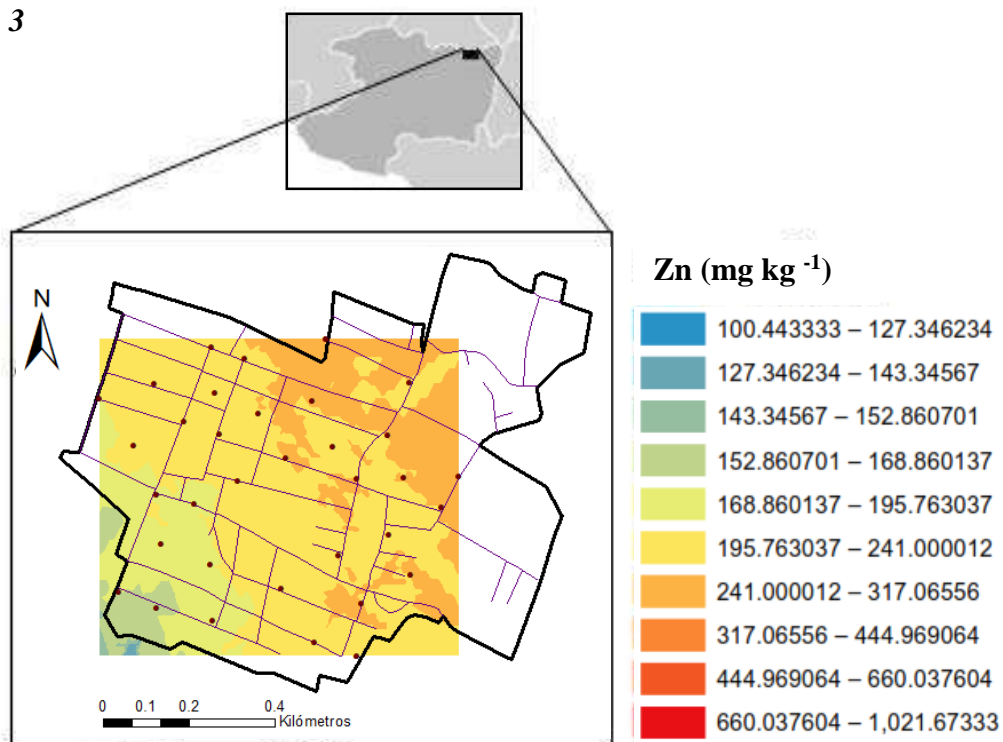 3
N
Zn (mg kg -1)
100.443333 – 127.346234
127.346234 – 143.34567
143.34567 – 152.860701
152.860701 – 168.860137
168.860137 – 195.763037
195.763037 – 241.000012
241.000012 – 317.06556
317.06556 – 444.969064
444.969064 – 660.037604
660.037604 – 1,021.67333
0 0.1 0.2 0.4
Kilómetros